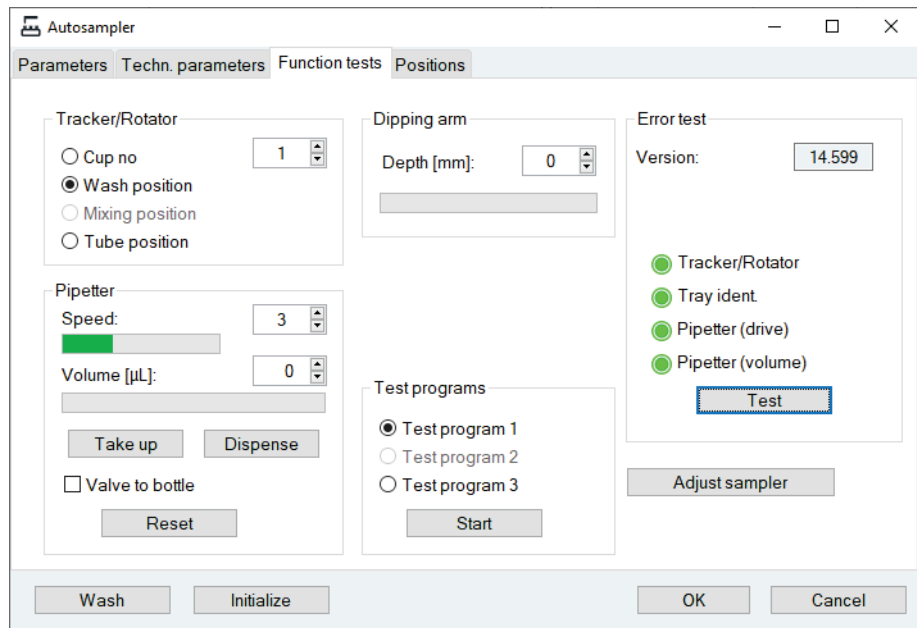 Autosampler
Parameters Techn. parameters Function tests Positions
Tracker/Rotator
Cup no 1
Wash position
Mixing position
Tube position
Pipetter
Speed: 3
Volume [µL]: 0
Take up Dispense
Valve to bottle
Reset
Dipping arm
Depth [mm]: 0
Test programs
Test program 1
Test program 2
Test program 3
Start
Error test
Version: 14.599
Tracker/Rotator
Tray ident.
Pipetter (drive)
Pipetter (volume)
Test
Adjust sampler
Wash Initialize OK Cancel